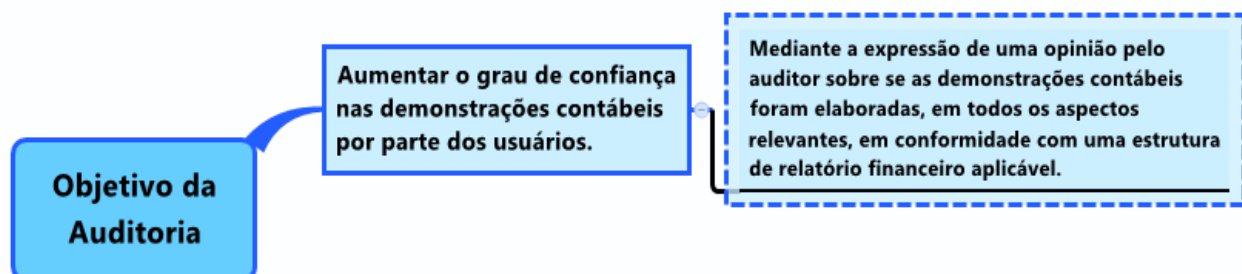 Objetivo da
Auditoria
Aumentar o grau de confiança
nas demonstrações contábeis
por parte dos usuários.
Mediante a expressão de uma opinião pelo
auditor sobre se as demonstrações contábeis
foram elaboradas, em todos os aspectos
relevantes, em conformidade com uma estrutura
de relatório financeiro aplicável.